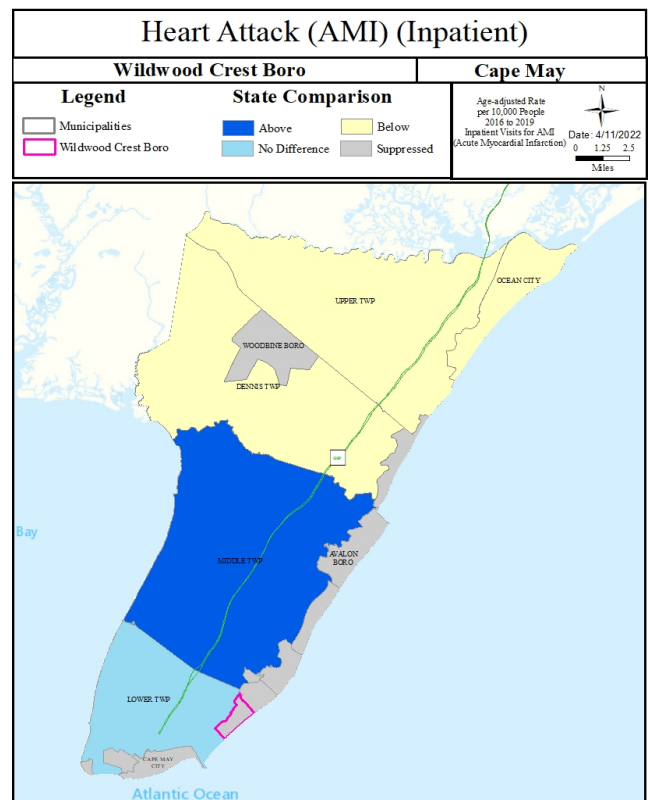 Heart Attack (AMI) (Inpatient)
Wildwood Crest Boro
Cape May
Legend
Municipalities
Wildwood Crest Boro
State Comparison
Above
Below
No Difference
Suppressed
Age-adjusted Rate
per 10,000 People
2016 to 2019
Inpatient Visits for AMI
(Acute Myocardial Infarction)
N
Date: 4/11/2022
0 1.25 2.5
Miles
OCEAN CITY
UPPER TWP
WOODBINE BORO
DENNIS TWP
Bay
AVALON
BORO
MIDDLE TWP
LOWER TWP
CAPE MAY
CITY
Atlantic Ocean